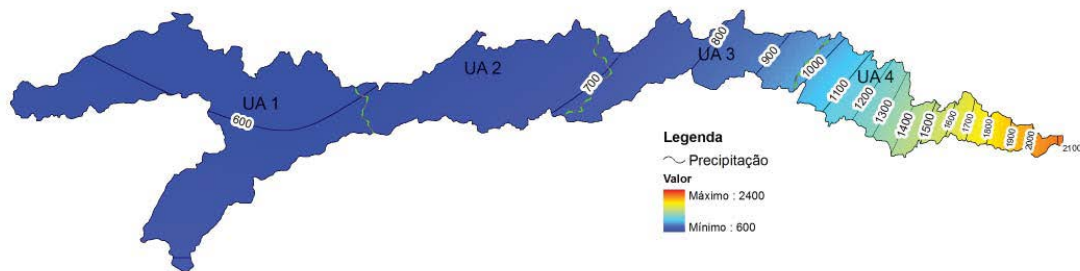 UA 1
600
UA 2
700
800
UA 3
900
1000
UA 4
1100
1200
1300
1400
1500
1600
1700
1800
1900
2000
2100
Legenda
Precipitação
Valor
Máximo : 2400
Mínimo : 600